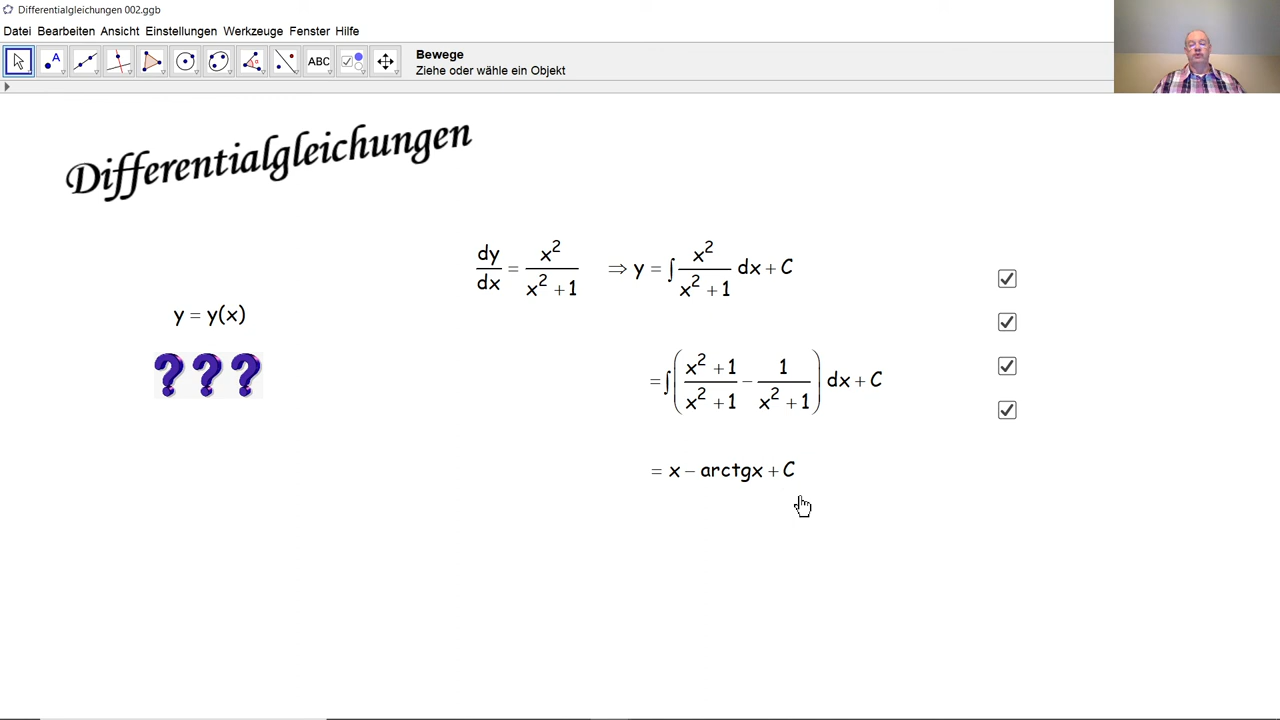 Differentialgleichungen 002.ggb
Datei Bearbeiten Ansicht Einstellungen Werkzeuge Fenster Hilfe
A
ABC
Bewege
Ziehe oder wähle ein Objekt
Differentialgleichungen
dy/dx = x²/(x² + 1) ⇒ y = ∫ x²/(x² + 1) dx + C
y = y(x)
???
= ∫ ((x² + 1)/(x² + 1) − 1/(x² + 1)) dx + C
= x − arctgx + C